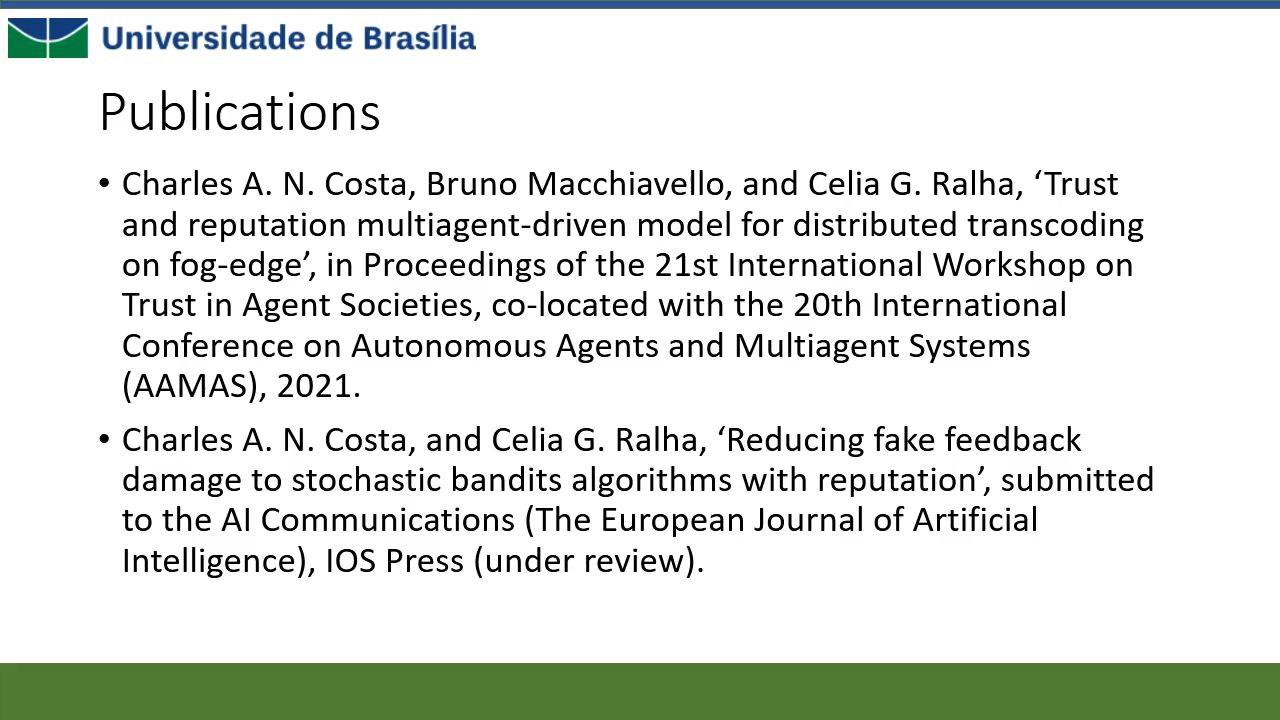 Universidade de Brasília
Publications
• Charles A. N. Costa, Bruno Macchiavello, and Celia G. Ralha, ‘Trust
and reputation multiagent-driven model for distributed transcoding
on fog-edge’, in Proceedings of the 21st International Workshop on
Trust in Agent Societies, co-located with the 20th International
Conference on Autonomous Agents and Multiagent Systems
(AAMAS), 2021.
• Charles A. N. Costa, and Celia G. Ralha, ‘Reducing fake feedback
damage to stochastic bandits algorithms with reputation’, submitted
to the AI Communications (The European Journal of Artificial
Intelligence), IOS Press (under review).